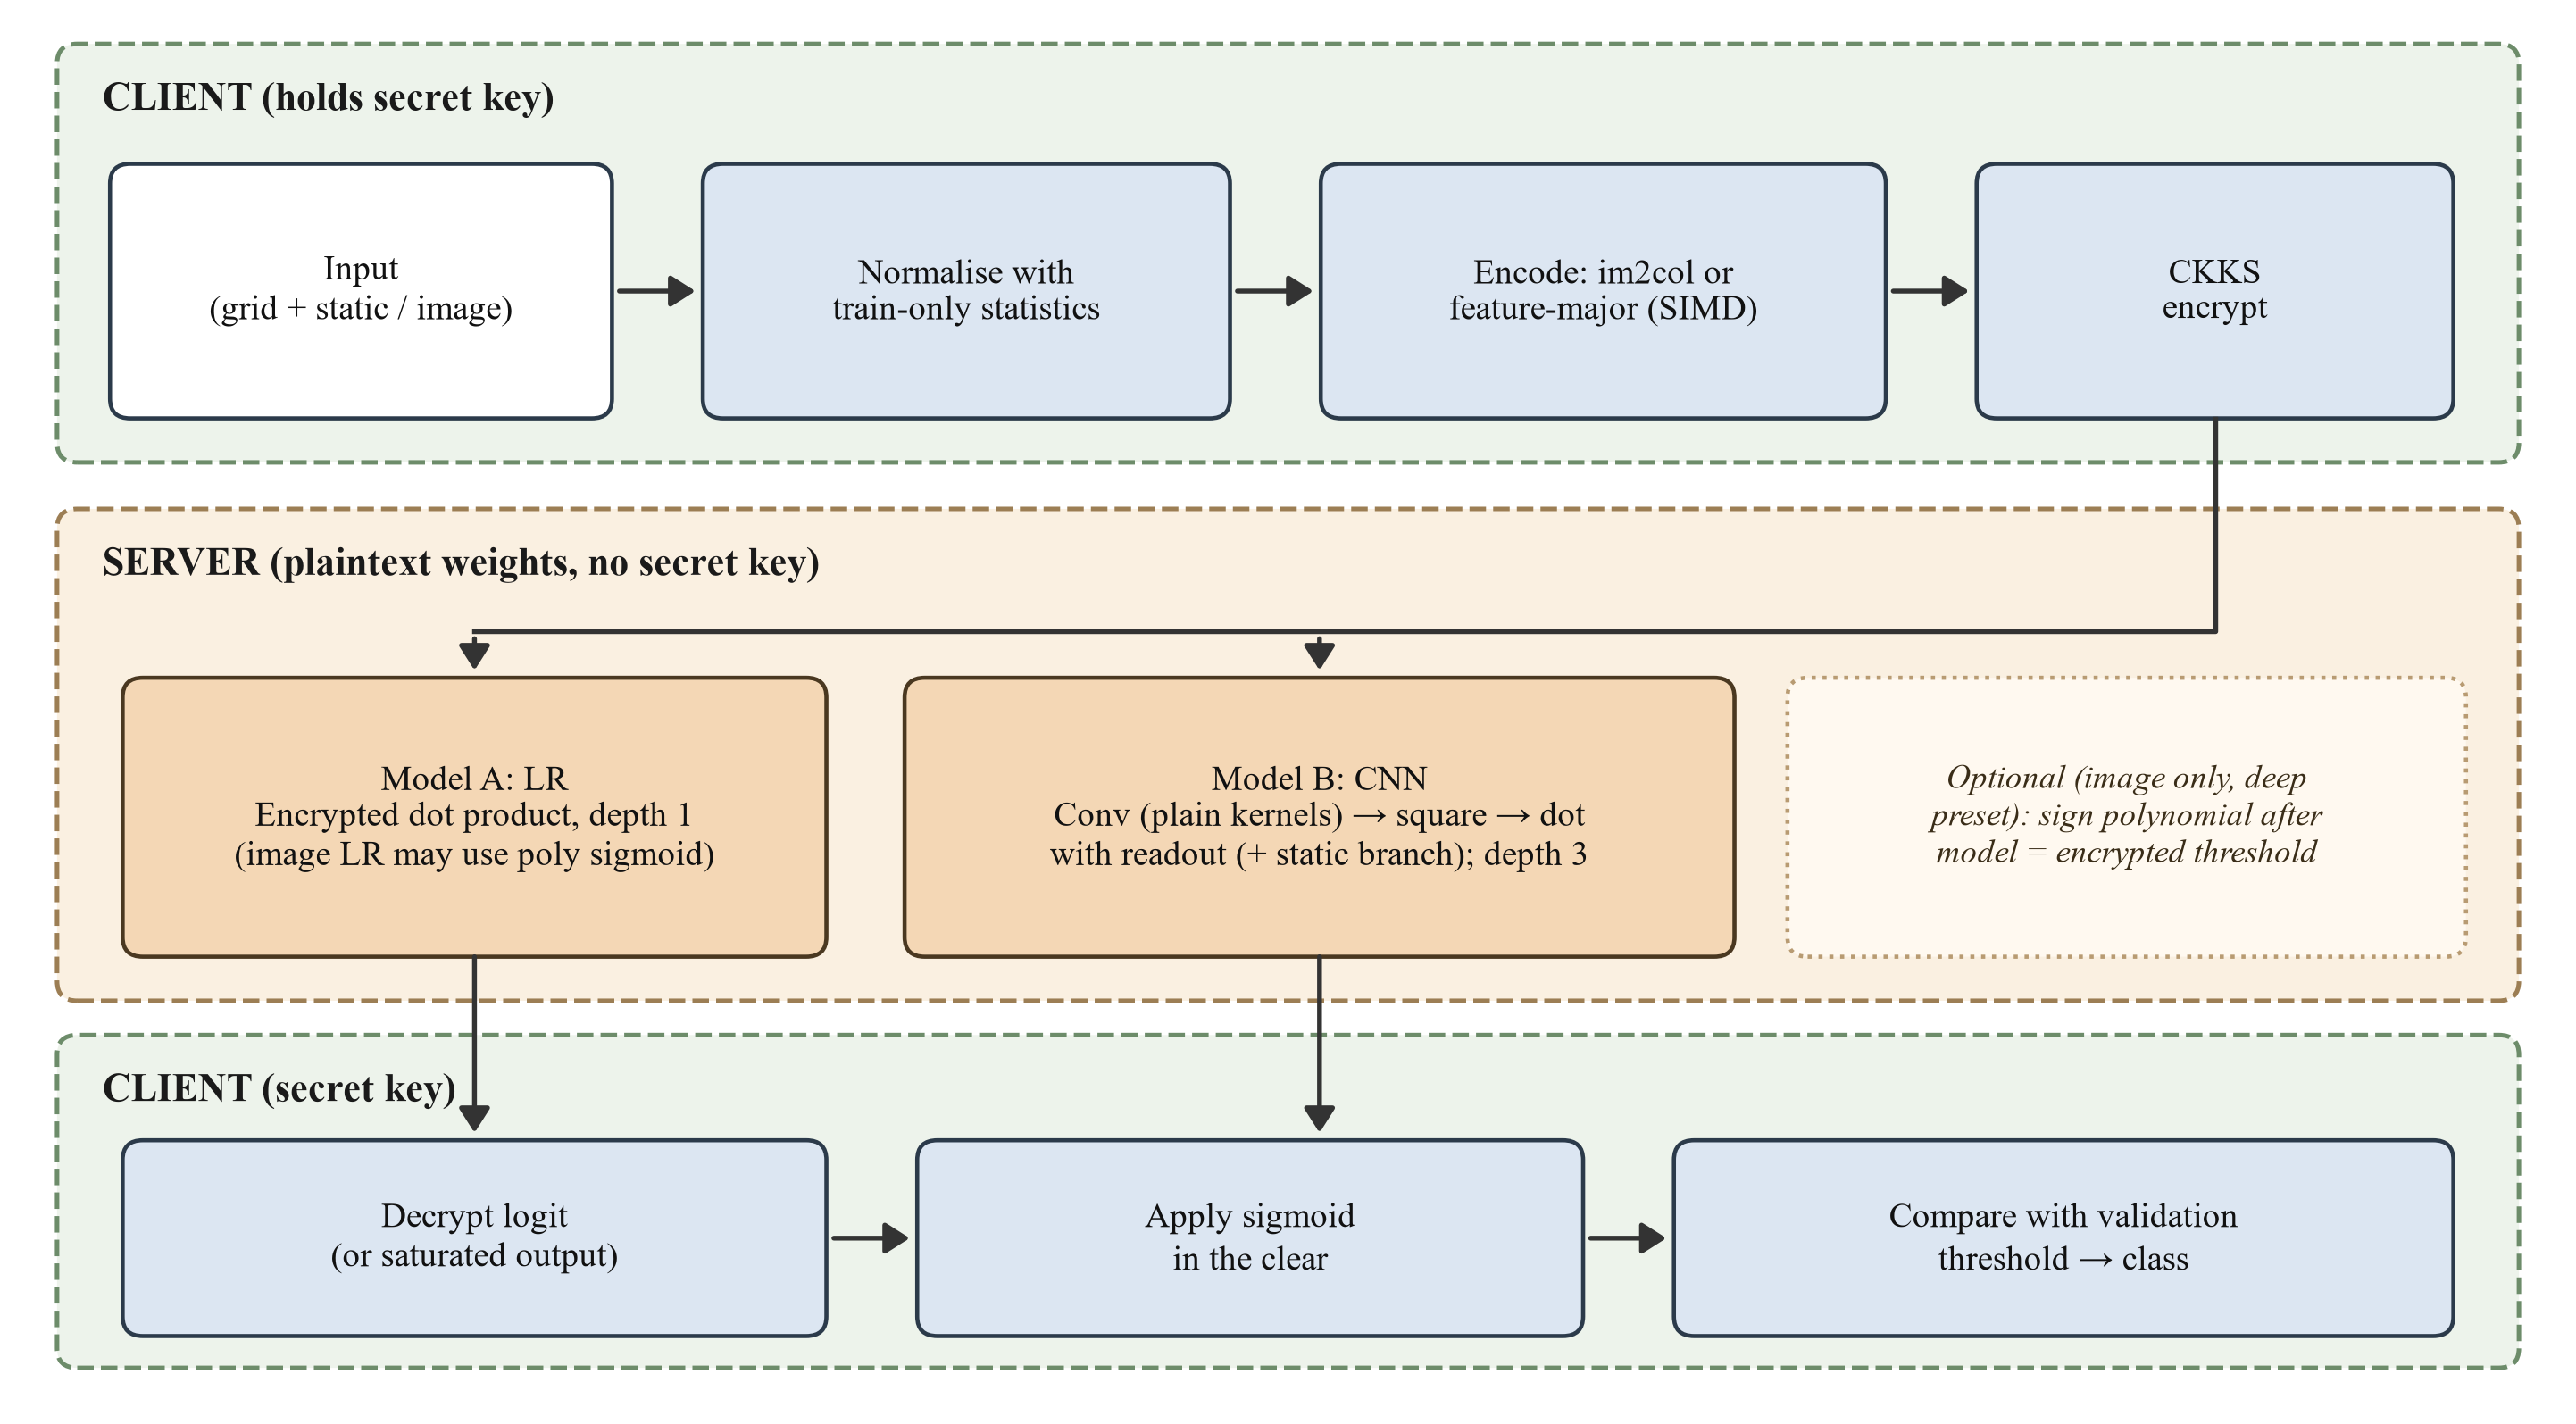 CLIENT (holds secret key)
Input
(grid + static / image)
Normalise with
train-only statistics
Encode: im2col or
feature-major (SIMD)
CKKS
encrypt
SERVER (plaintext weights, no secret key)
Model A: LR
Encrypted dot product, depth 1
(image LR may use poly sigmoid)
Model B: CNN
Conv (plain kernels) → square → dot
with readout (+ static branch); depth 3
Optional (image only, deep
preset): sign polynomial after
model = encrypted threshold
CLIENT (secret key)
Decrypt logit
(or saturated output)
Apply sigmoid
in the clear
Compare with validation
threshold → class